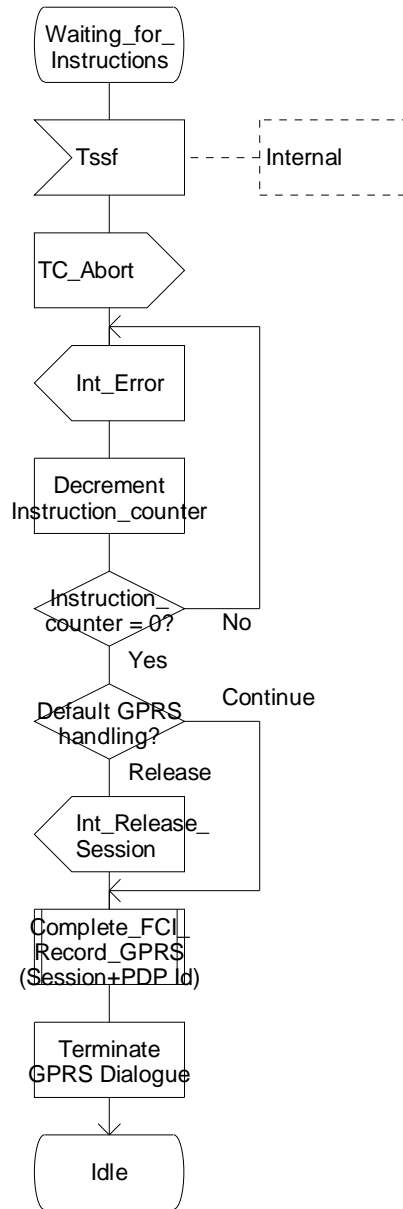 Waiting_for_
Instructions
Tssf
Internal
TC_Abort
Int_Error
Decrement
Instruction_counter
Instruction_
counter = 0?
No
Yes
Default GPRS
handling?
Continue
Release
Int_Release_
Session
Complete_FCI_
Record_GPRS
(Session+PDP Id)
Terminate
GPRS Dialogue
Idle